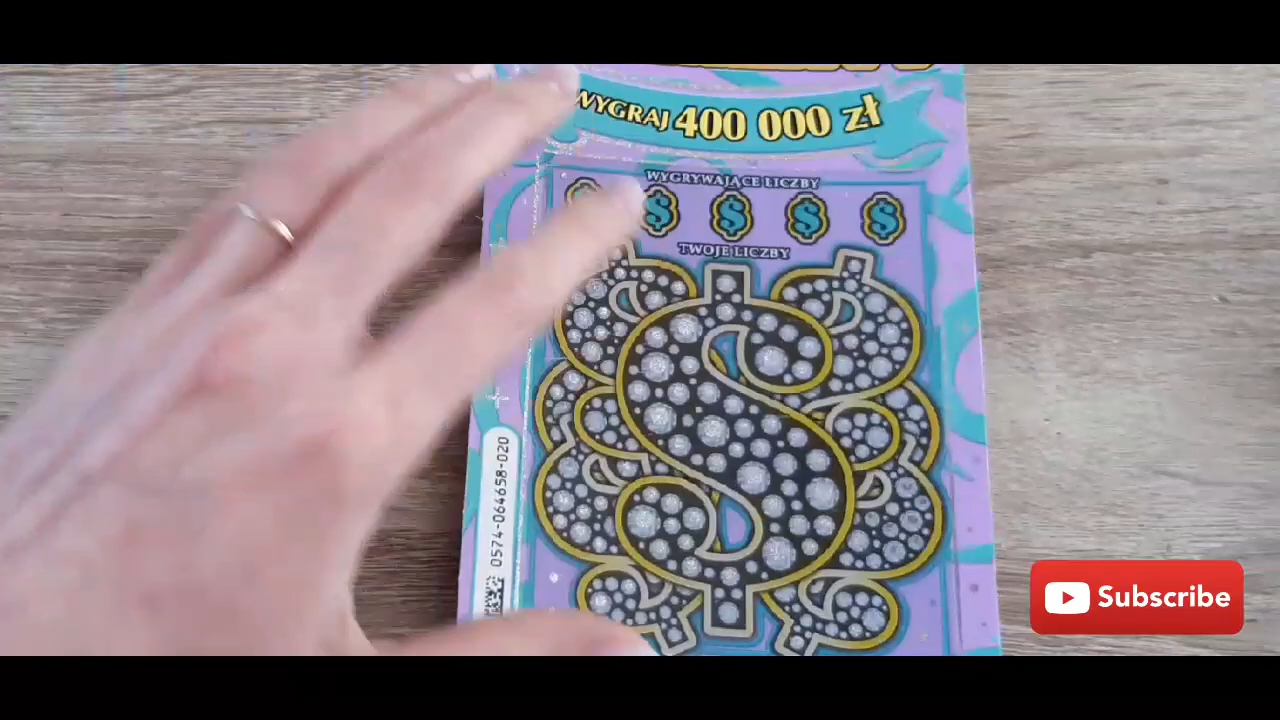 WYGRAJ 400 000 zł
WYGRYWAJĄCE LICZBY
$ $ $ $
TWOJE LICZBY
0574-064658-020
Subscribe